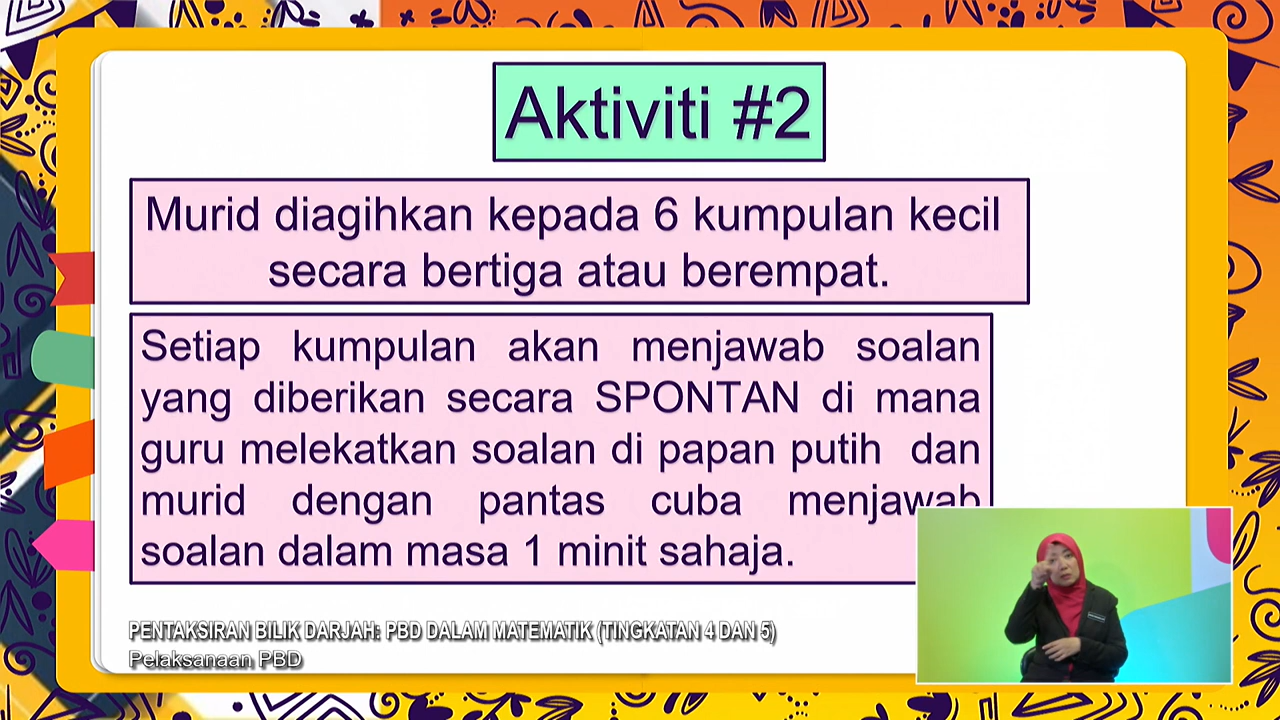 Aktiviti #2
Murid diagihkan kepada 6 kumpulan kecil
secara bertiga atau berempat.
Setiap kumpulan akan menjawab soalan
yang diberikan secara SPONTAN di mana
guru melekatkan soalan di papan putih dan
murid dengan pantas cuba menjawab
soalan dalam masa 1 minit sahaja.
PENTAKSIRAN BILIK DARJAH: PBD DALAM MATEMATIK (TINGKATAN 4 DAN 5)
Pelaksanaan PBD